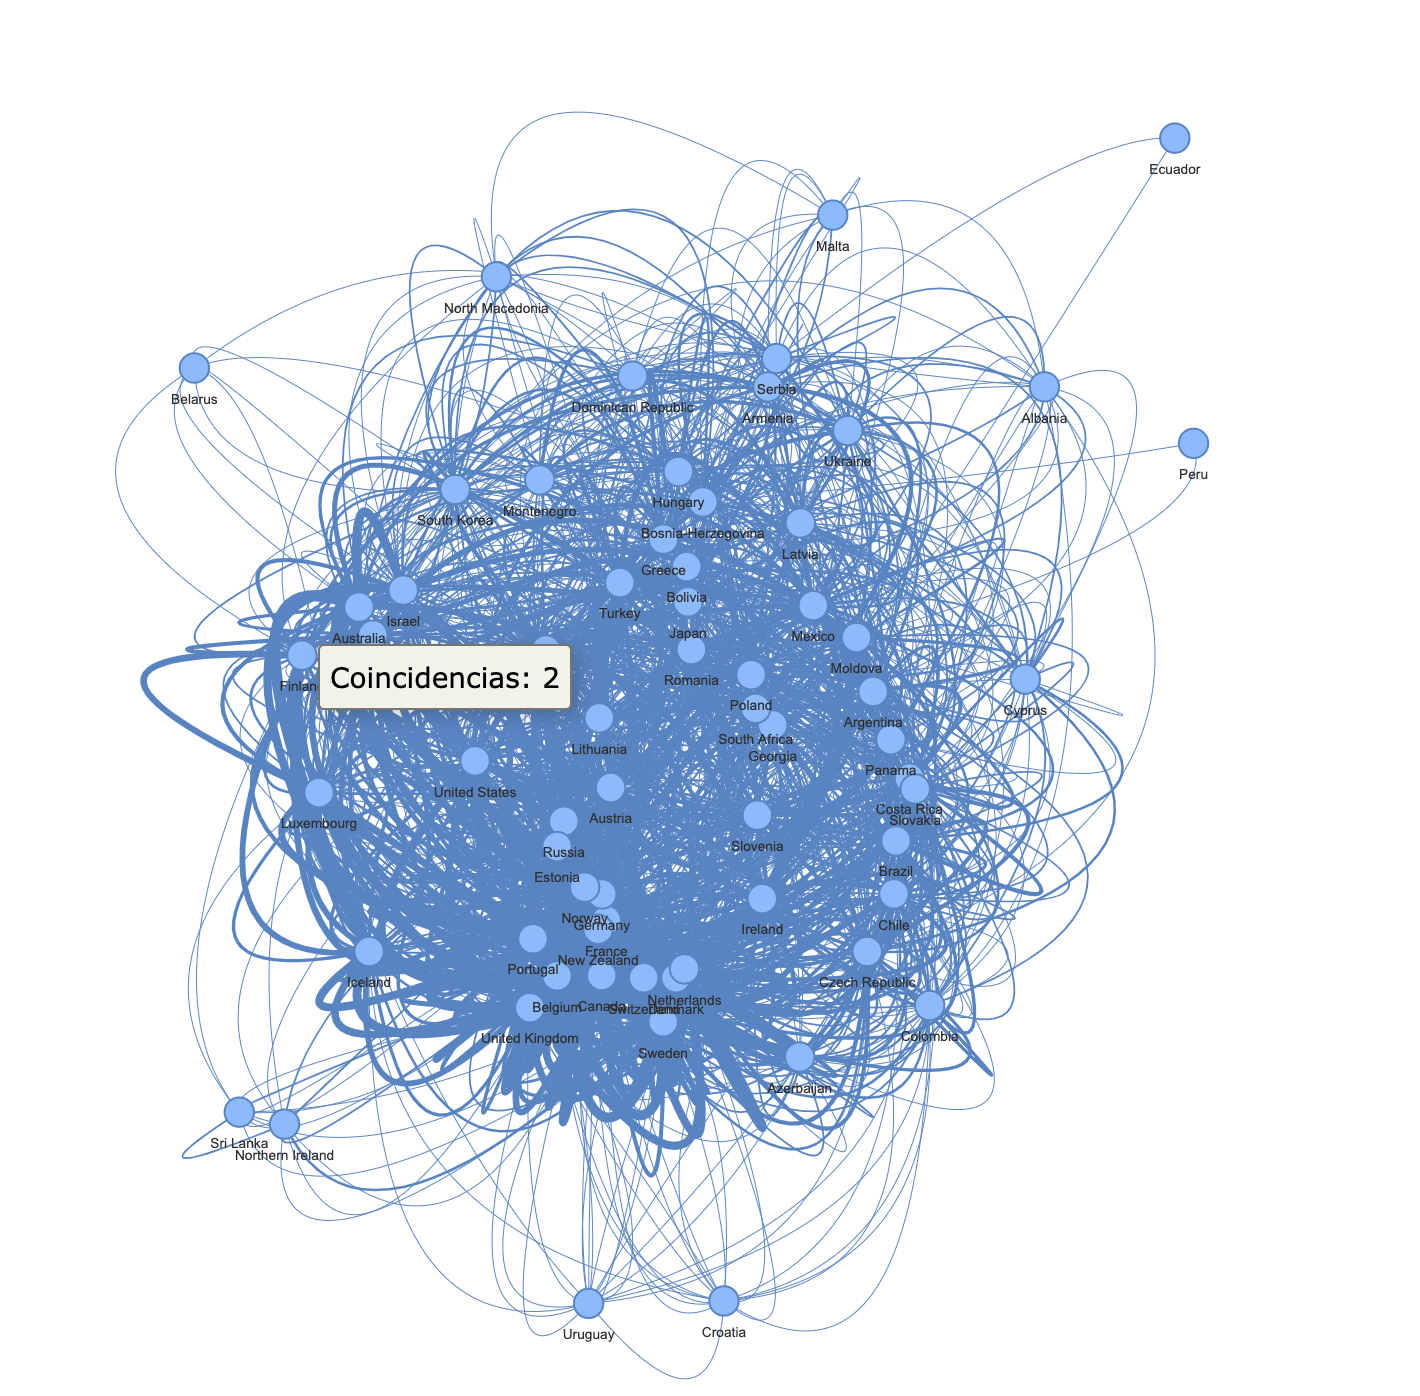 Ecuador
Malta
North Macedonia
Belarus
Serbia
Dominican Republic
Armenia
Albania
Ukraine
Peru
Hungary
Montenegro
South Korea
Bosnia-Herzegovina
Latvia
Greece
Bolivia
Turkey
Israel
Japan
Mexico
Australia
Moldova
Romania
Coincidencias: 2
Poland
Cyprus
Argentina
South Africa
Lithuania
Georgia
Panama
United States
Costa Rica
Austria
Slovakia
Luxembourg
Slovenia
Russia
Brazil
Estonia
Norway
Germany
Chile
Ireland
France
New Zealand
Portugal
Iceland
Czech Republic
Netherlands
Belgium
Canada
Switzerland
Denmark
United Kingdom
Colombia
Sweden
Azerbaijan
Sri Lanka
Northern Ireland
Croatia
Uruguay